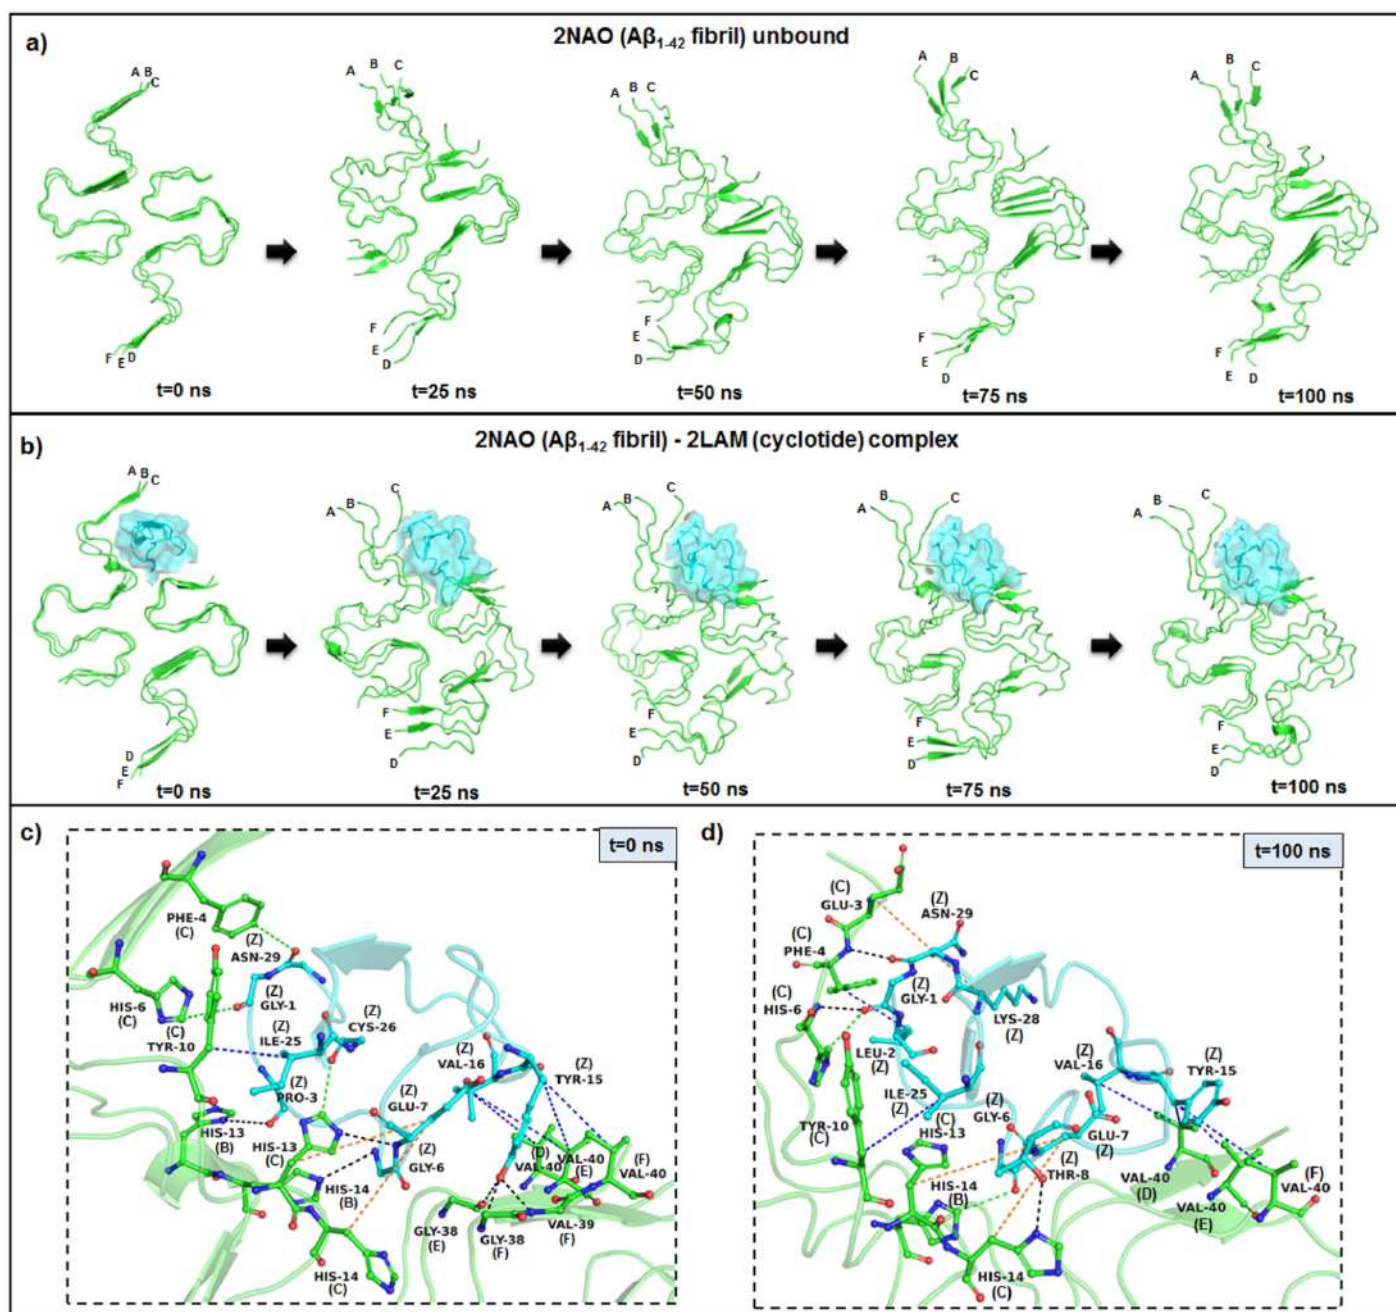 a)
2NAO (Aβ1-42 fibril) unbound
A B C
A B C
A B C
A B C
A B C
F E D
F
E
D
F
E
D
F
E
D
F
E D
t=0 ns
t=25 ns
t=50 ns
t=75 ns
t=100 ns
b)
2NAO (Aβ1-42 fibril) - 2LAM (cyclotide) complex
A B C
A B C
A B C
A B C
A B C
D
E
F
F
E
D
F
E
D
F
E
D
F
E
D
t=0 ns
t=25 ns
t=50 ns
t=75 ns
t=100 ns
c)
t=0 ns
PHE-4
(C)
(Z)
ASN-29
HIS-6
(C)
(C)
TYR-10
(Z)
GLY-1
(Z)
ILE-25
(Z)
CYS-26
(Z)
PRO-3
(Z)
VAL-16
(Z)
TYR-15
(Z)
GLU-7
HIS-13
(B)
HIS-13
(C)
(Z)
GLY-6
HIS-14
(B)
(D)
VAL-40
VAL-40
(E)
(F)
VAL-40
GLY-38
(E)
GLY-38
(F)
VAL-39
(F)
HIS-14
(C)
d)
t=100 ns
(C)
GLU-3
(Z)
ASN-29
(C)
PHE-4
(Z)
GLY-1
(C)
HIS-6
LYS-28
(Z)
LEU-2
(Z)
(Z)
VAL-16
(Z)
TYR-15
ILE-25
(Z)
(Z)
GLY-6
TYR-10
(C)
(C)
HIS-13
GLU-7
(Z)
(Z)
THR-8
HIS-14
(B)
VAL-40
(D)
VAL-40
(E)
(F)
VAL-40
HIS-14
(C)